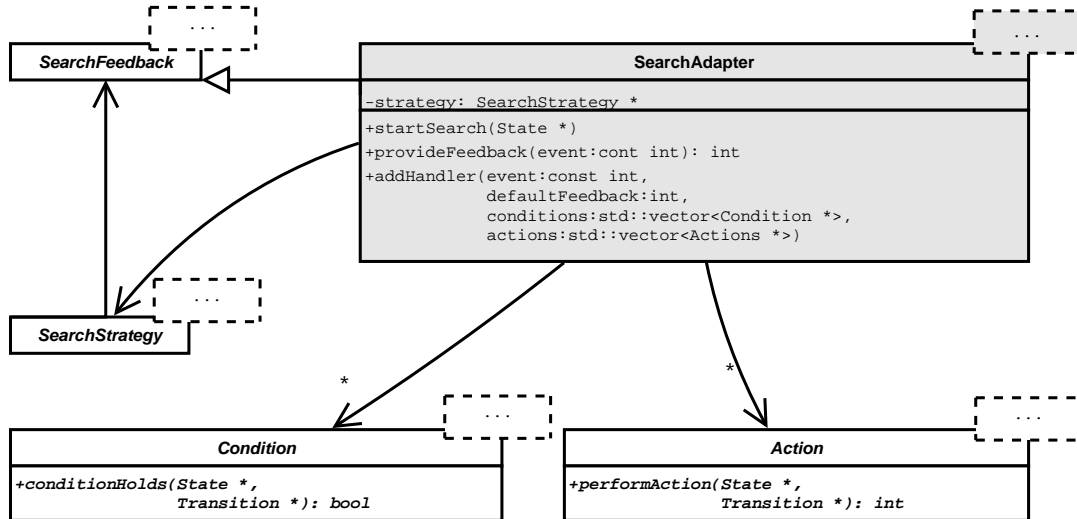 ...
...
SearchFeedback
SearchAdapter
-strategy: SearchStrategy *
+startSearch(State *)
+provideFeedback(event:cont int): int
+addHandler(event:const int,
defaultFeedback:int,
conditions:std::vector<Condition *>,
actions:std::vector<Actions *>)
...
SearchStrategy
*
*
...
...
Condition
Action
+conditionHolds(State *,
Transition *): bool
+performAction(State *,
Transition *): int